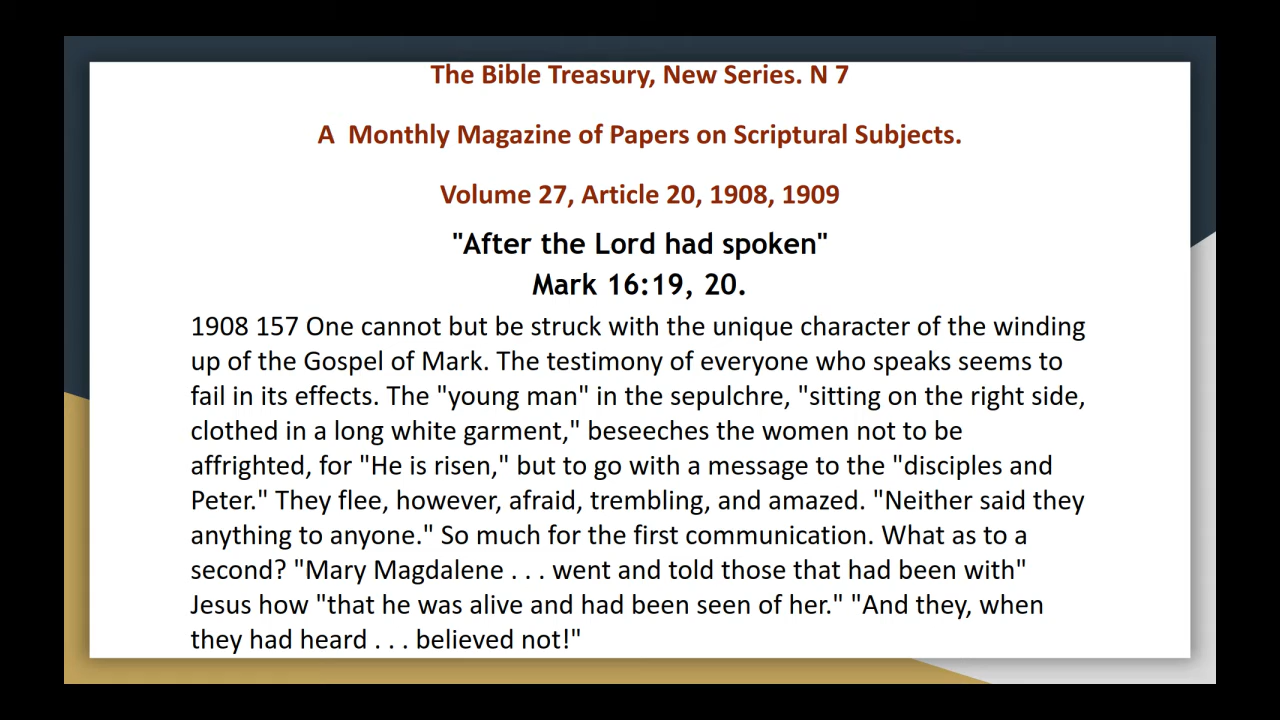 The Bible Treasury, New Series. N 7
A  Monthly Magazine of Papers on Scriptural Subjects.
Volume 27, Article 20, 1908, 1909
"After the Lord had spoken"
Mark 16:19, 20.
1908 157 One cannot but be struck with the unique character of the winding
up of the Gospel of Mark. The testimony of everyone who speaks seems to
fail in its effects. The "young man" in the sepulchre, "sitting on the right side,
clothed in a long white garment," beseeches the women not to be
affrighted, for "He is risen," but to go with a message to the "disciples and
Peter." They flee, however, afraid, trembling, and amazed. "Neither said they
anything to anyone." So much for the first communication. What as to a
second? "Mary Magdalene . . . went and told those that had been with"
Jesus how "that he was alive and had been seen of her." "And they, when
they had heard . . . believed not!"